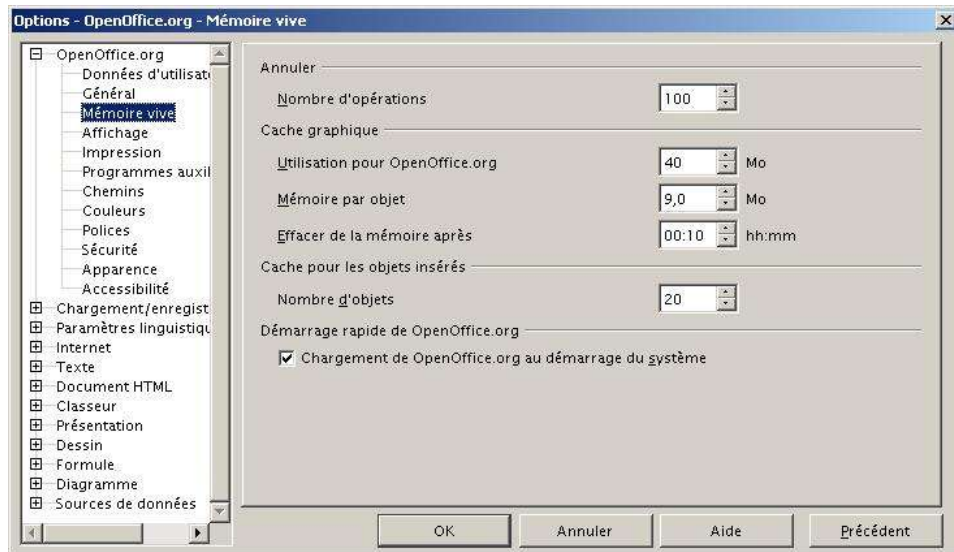 Options - OpenOffice.org - Mémoire vive
OpenOffice.org
Données d'utilisat
Général
Mémoire vive
Affichage
Impression
Programmes auxil
Chemins
Couleurs
Polices
Sécurité
Apparence
Accessibilité
Chargement/enregist
Paramètres linguistiqu
Internet
Texte
Document HTML
Classeur
Présentation
Dessin
Formule
Diagramme
Sources de données
Annuler
Nombre d'opérations 100
Cache graphique
Utilisation pour OpenOffice.org 40 Mo
Mémoire par objet 9,0 Mo
Effacer de la mémoire après 00:10 hh:mm
Cache pour les objets insérés
Nombre d'objets 20
Démarrage rapide de OpenOffice.org
Chargement de OpenOffice.org au démarrage du système
OK Annuler Aide Précédent